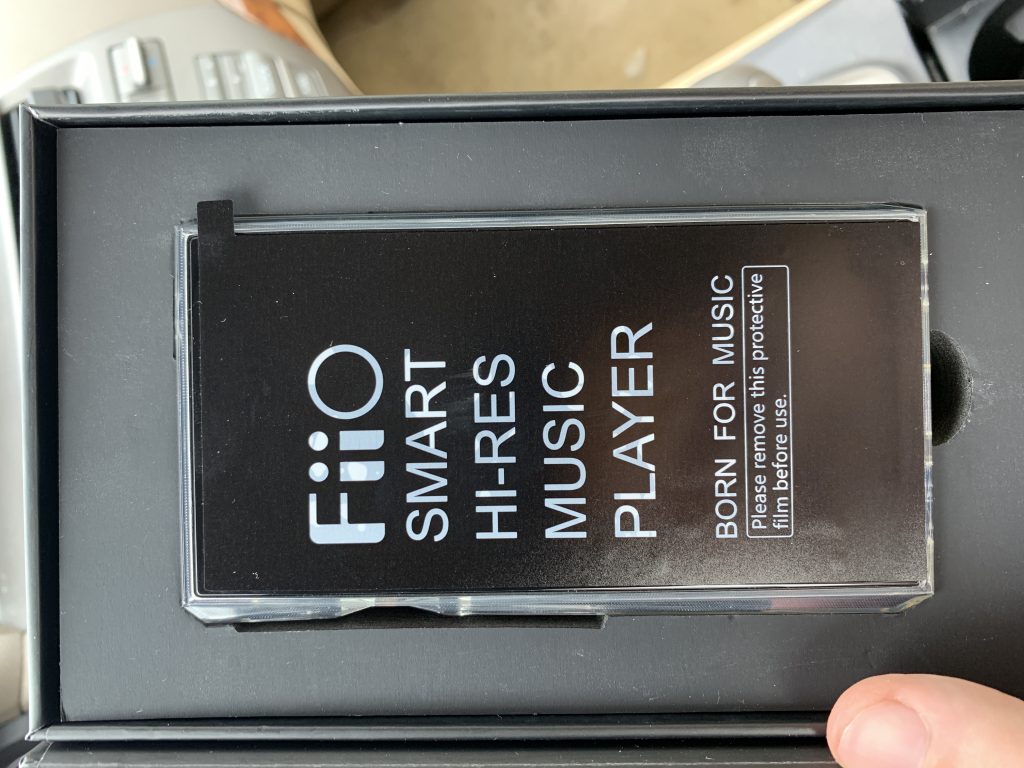 FiiO
SMART
HI-RES
MUSIC
PLAYER
BORN FOR MUSIC
Please remove this protective
film before use.